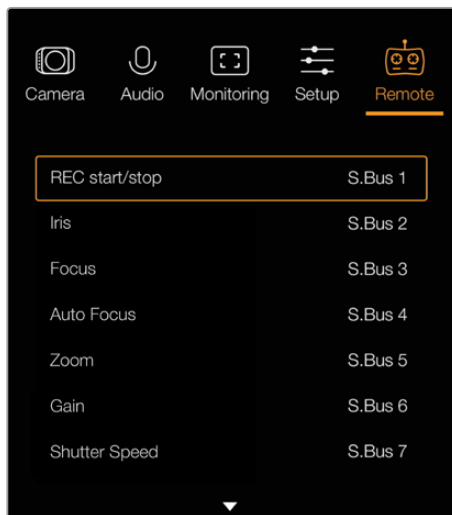 Camera Audio Monitoring Setup Remote
REC start/stop S.Bus 1
Iris S.Bus 2
Focus S.Bus 3
Auto Focus S.Bus 4
Zoom S.Bus 5
Gain S.Bus 6
Shutter Speed S.Bus 7